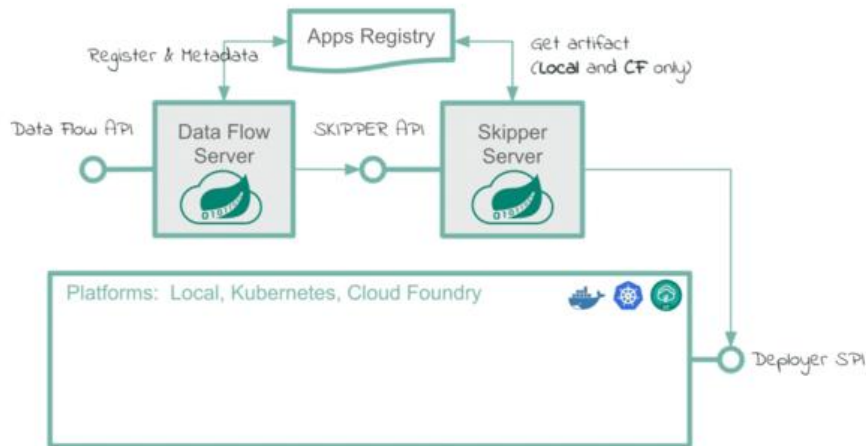 Apps Registry
Register & Metadata
Get artifact
(Local and CF only)
Data Flow API
Data Flow
Server
SKIPPER API
Skipper
Server
Platforms: Local, Kubernetes, Cloud Foundry
Deployer SPI